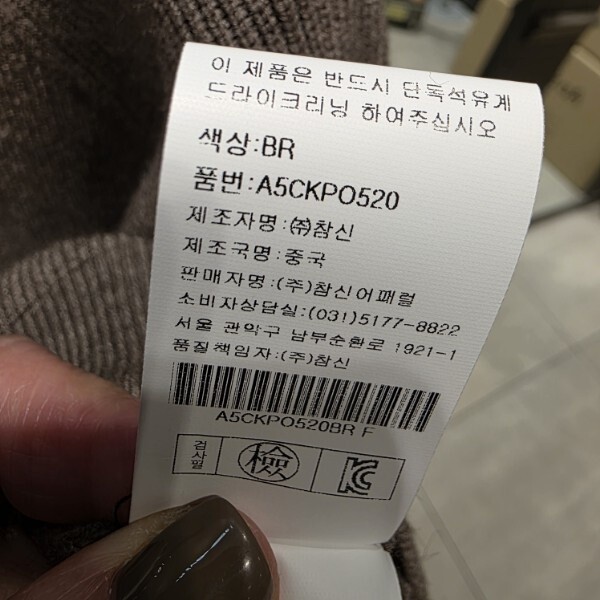 이 제품은 반드시 단독석유계
드라이크리닝 하여주십시오
색상:BR
품번:A5CKPO520
제조자명:㈜참신
제조국명:중국
판매자명:(주)참신어패럴
소비자상담실:(031)5177-8822
서울 관악구 남부순환로 1921-1
품질책임자:(주)참신
A5CKPO520BR F
검사필 檢